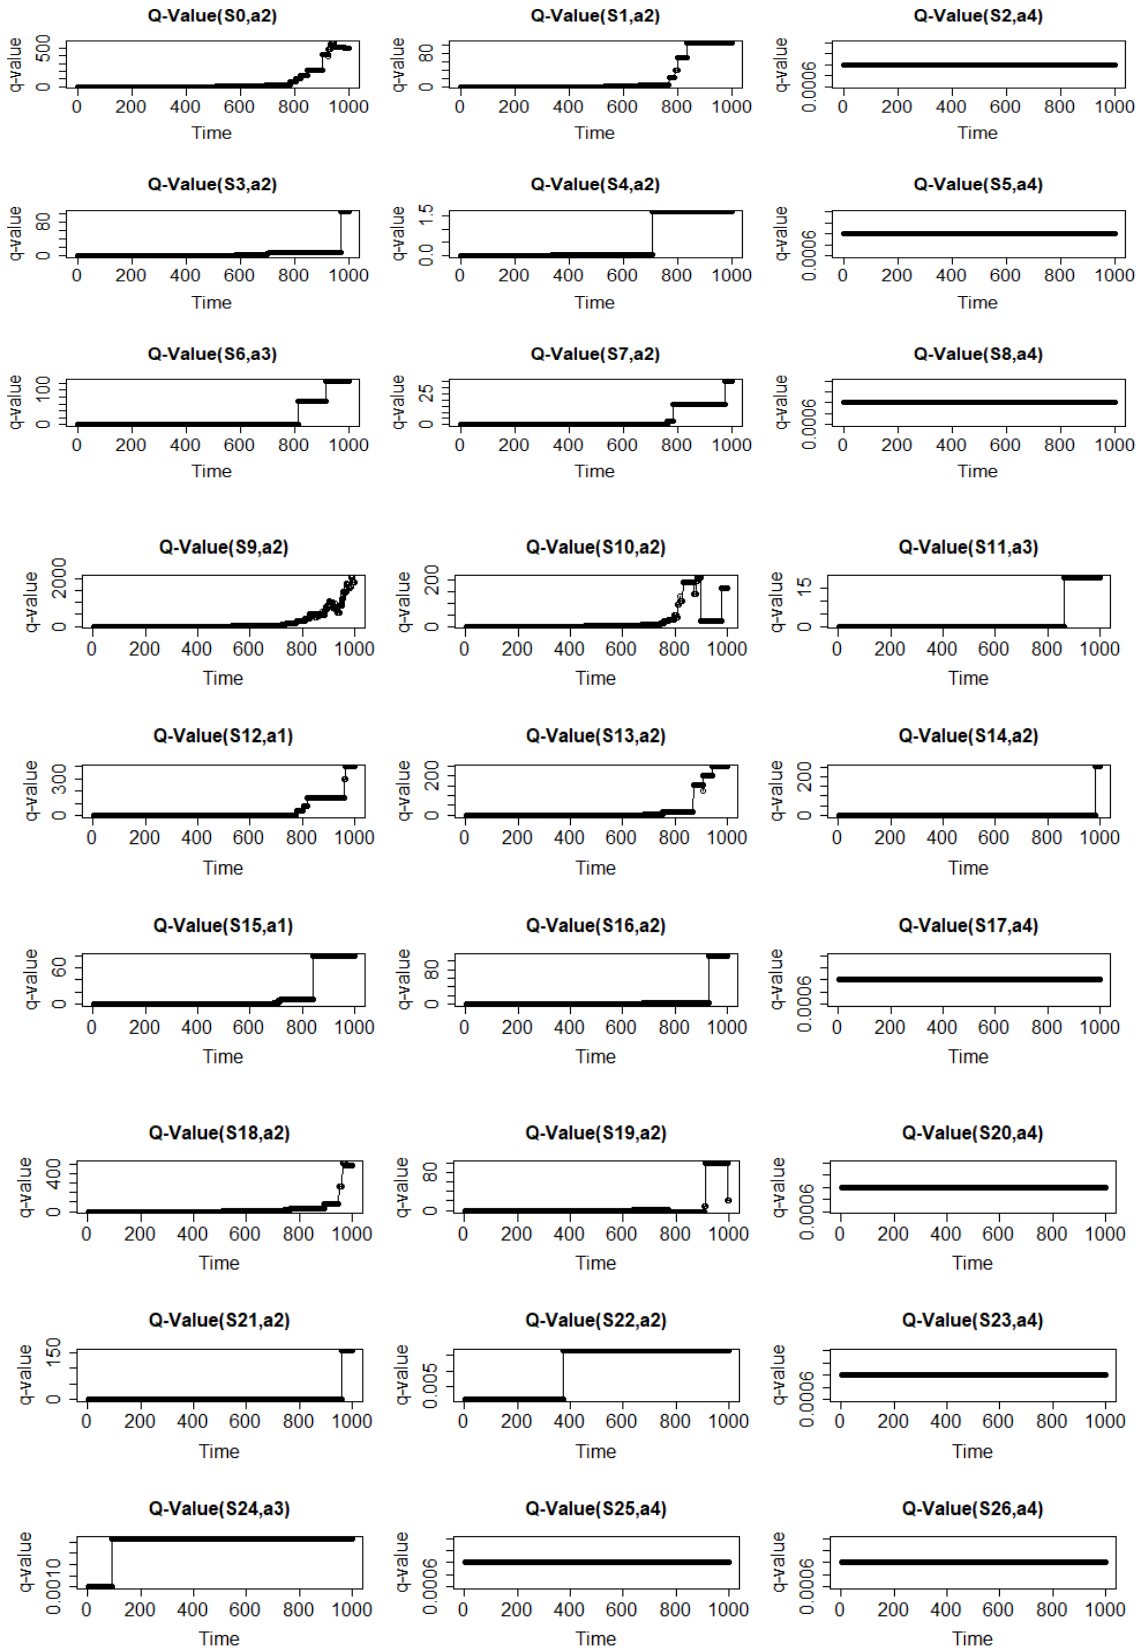 Q-Value(S0,a2) Q-Value(S1,a2) Q-Value(S2,a4)
q-value 0 500 q-value 0 80 q-value 0.0006
0 200 400 600 800 1000 0 200 400 600 800 1000 0 200 400 600 800 1000
Time Time Time
Q-Value(S3,a2) Q-Value(S4,a2) Q-Value(S5,a4)
q-value 0 80 q-value 0.0 1.5 q-value 0.0006
0 200 400 600 800 1000 0 200 400 600 800 1000 0 200 400 600 800 1000
Time Time Time
Q-Value(S6,a3) Q-Value(S7,a2) Q-Value(S8,a4)
q-value 0 100 q-value 0 25 q-value 0.0006
0 200 400 600 800 1000 0 200 400 600 800 1000 0 200 400 600 800 1000
Time Time Time
Q-Value(S9,a2) Q-Value(S10,a2) Q-Value(S11,a3)
q-value 0 2000 q-value 0 200 q-value 0 15
0 200 400 600 800 1000 0 200 400 600 800 1000 0 200 400 600 800 1000
Time Time Time
Q-Value(S12,a1) Q-Value(S13,a2) Q-Value(S14,a2)
q-value 0 300 q-value 0 200 q-value 0 200
0 200 400 600 800 1000 0 200 400 600 800 1000 0 200 400 600 800 1000
Time Time Time
Q-Value(S15,a1) Q-Value(S16,a2) Q-Value(S17,a4)
q-value 0 60 q-value 0 80 q-value 0.0006
0 200 400 600 800 1000 0 200 400 600 800 1000 0 200 400 600 800 1000
Time Time Time
Q-Value(S18,a2) Q-Value(S19,a2) Q-Value(S20,a4)
q-value 0 400 q-value 0 80 q-value 0.0006
0 200 400 600 800 1000 0 200 400 600 800 1000 0 200 400 600 800 1000
Time Time Time
Q-Value(S21,a2) Q-Value(S22,a2) Q-Value(S23,a4)
q-value 0 150 q-value 0.005 q-value 0.0006
0 200 400 600 800 1000 0 200 400 600 800 1000 0 200 400 600 800 1000
Time Time Time
Q-Value(S24,a3) Q-Value(S25,a4) Q-Value(S26,a4)
q-value 0.0010 q-value 0.0006 q-value 0.0006
0 200 400 600 800 1000 0 200 400 600 800 1000 0 200 400 600 800 1000
Time Time Time